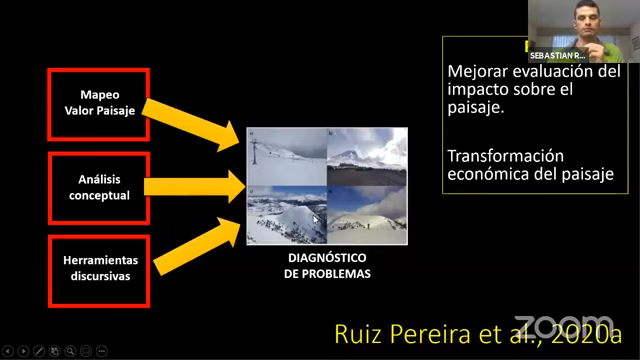 SEBASTIAN R...
Mapeo
Valor Paisaje
Análisis
conceptual
Herramientas
discursivas
DIAGNÓSTICO
DE PROBLEMAS
Mejorar evaluación del
impacto sobre el
paisaje.
Transformación
económica del paisaje
Ruiz Pereira et al., 2020a
zoom